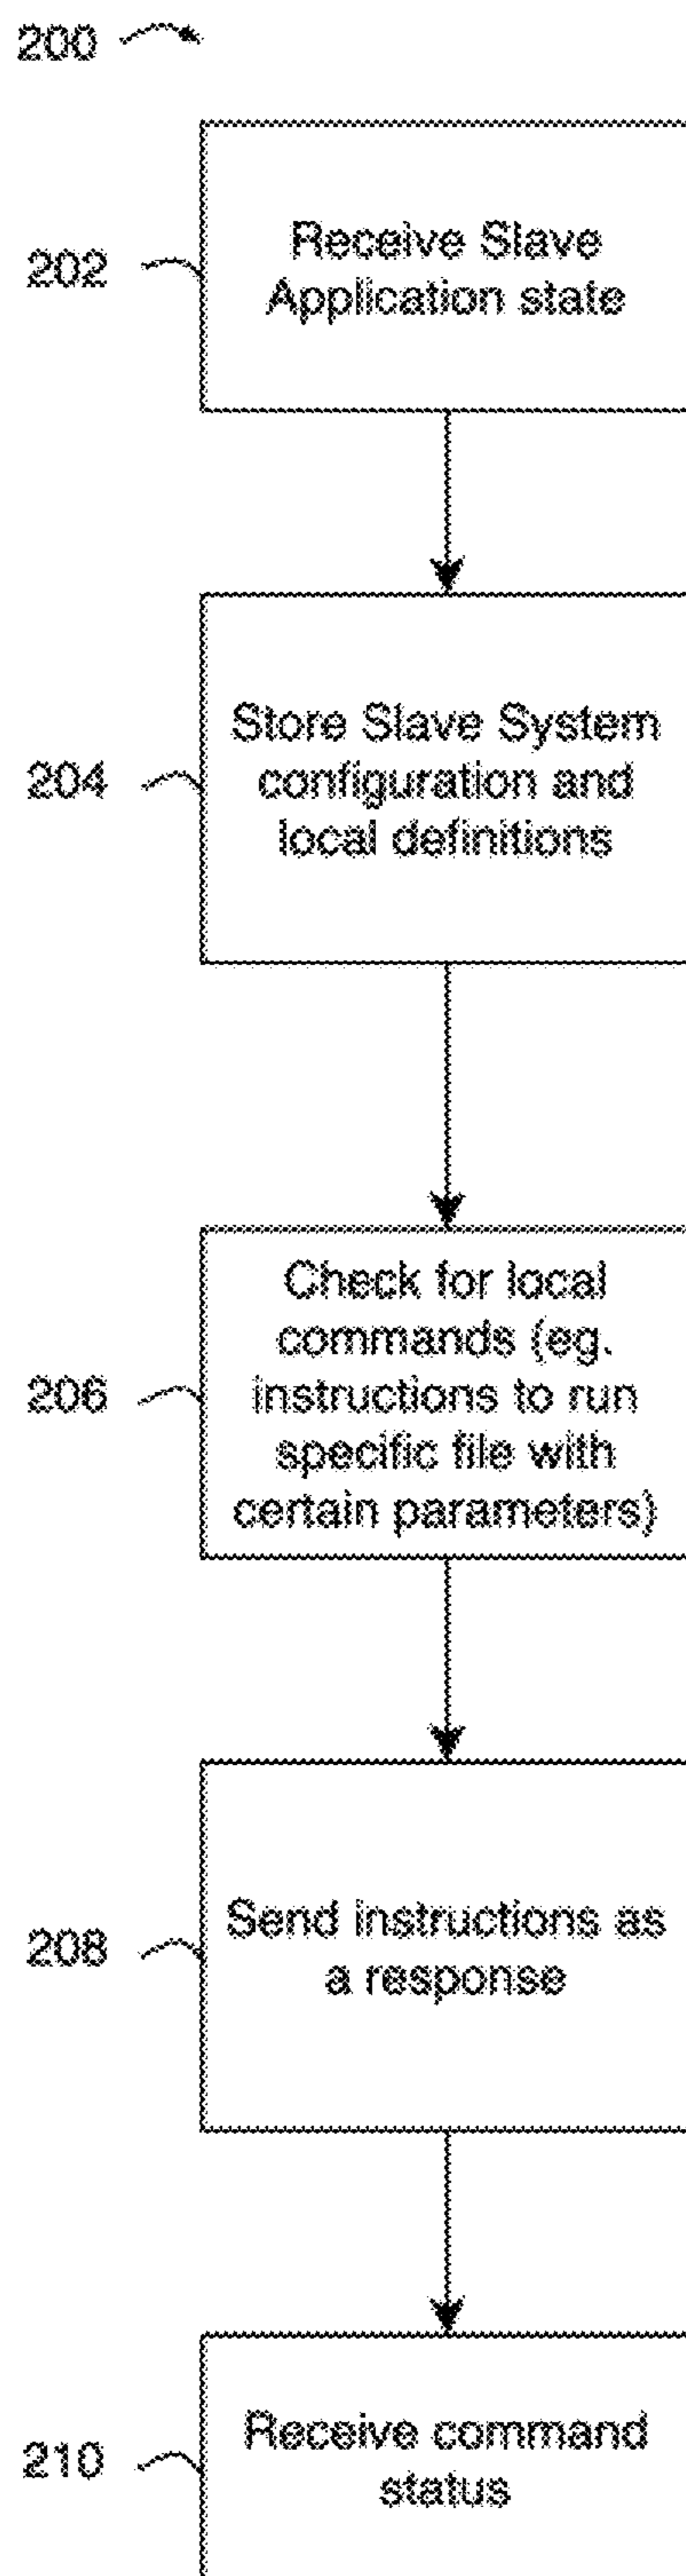 200
202
Receive Slave
Application state
204
Store Slave System
configuration and
local definitions
206
Check for local
commands (eg.
instructions to run
specific file with
certain parameters)
208
Send instructions as
a response
210
Receive command
status